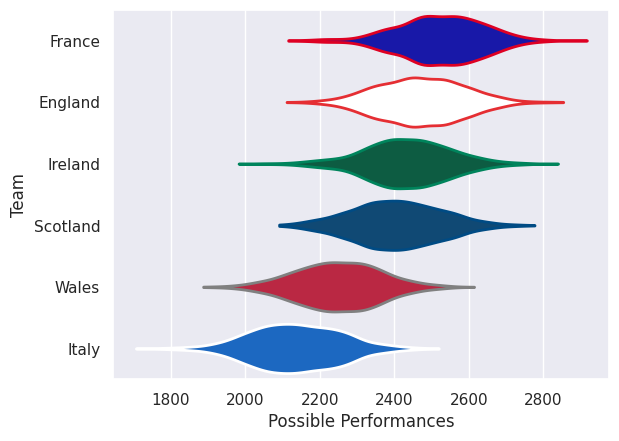 France
England
Ireland
Scotland
Wales
Italy
Team
1800 2000 2200 2400 2600 2800
Possible Performances